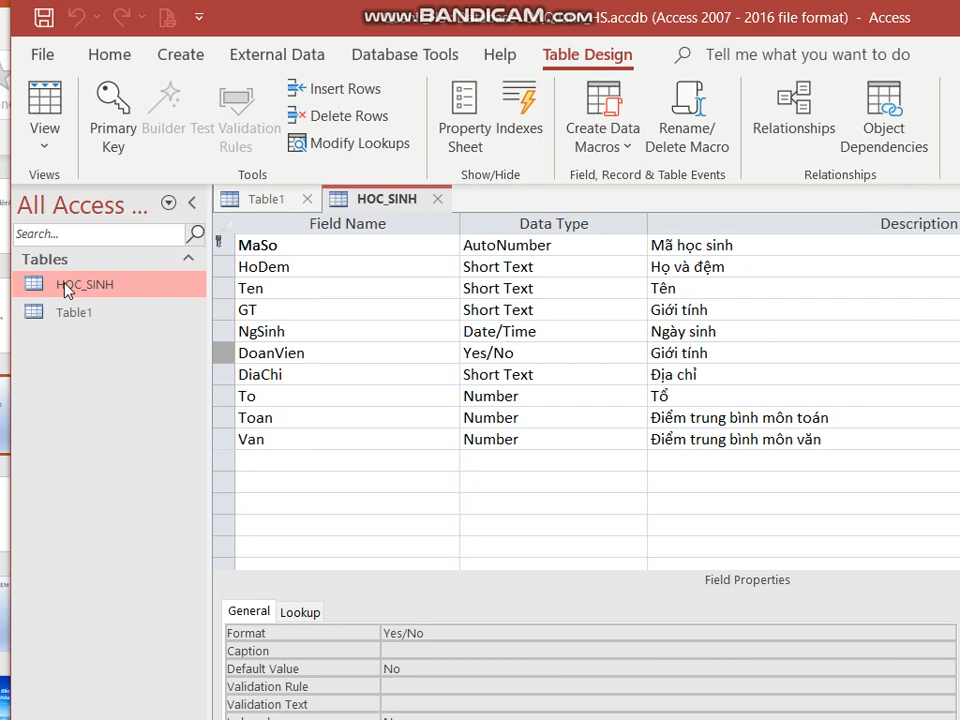 www.BANDICAM.com
HS.accdb (Access 2007 - 2016 file format) - Access
File Home Create External Data Database Tools Help Table Design Tell me what you want to do
View
Primary Key
Builder
Test Validation Rules
Insert Rows
Delete Rows
Modify Lookups
Property Sheet
Indexes
Create Data Macros
Rename/ Delete Macro
Relationships
Object Dependencies
Views Tools Show/Hide Field, Record & Table Events Relationships
All Access ...
Search...
Tables
HOC_SINH
Table1
Table1 HOC_SINH
Field Name Data Type Description
MaSo AutoNumber Mã học sinh
HoDem Short Text Họ và đệm
Ten Short Text Tên
GT Short Text Giới tính
NgSinh Date/Time Ngày sinh
DoanVien Yes/No Giới tính
DiaChi Short Text Địa chỉ
To Number Tổ
Toan Number Điểm trung bình môn toán
Van Number Điểm trung bình môn văn
Field Properties
General Lookup
Format Yes/No
Caption
Default Value No
Validation Rule
Validation Text